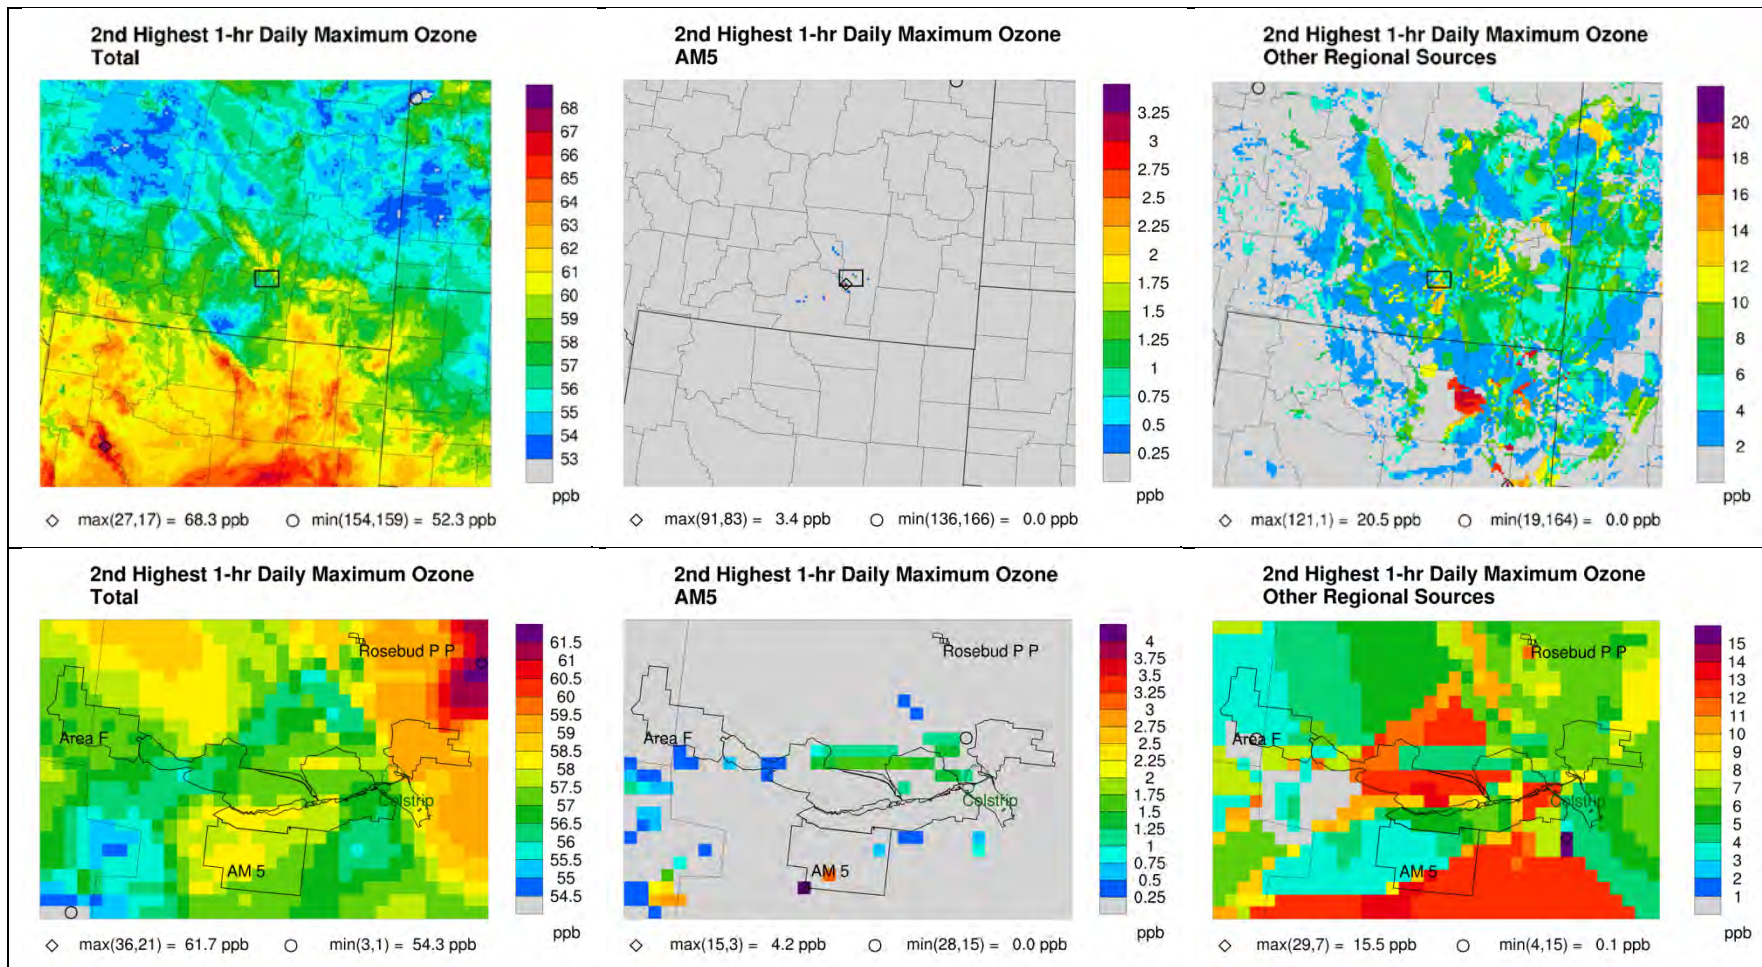 2nd Highest 1-hr Daily Maximum Ozone
Total
68
67
66
65
64
63
62
61
60
59
58
57
56
55
54
53
ppb
max(27,17) = 68.3 ppb
min(154,159) = 52.3 ppb
2nd Highest 1-hr Daily Maximum Ozone
AM5
3.25
3
2.75
2.5
2.25
2
1.75
1.5
1.25
1
0.75
0.5
0.25
ppb
max(91,83) = 3.4 ppb
min(136,166) = 0.0 ppb
2nd Highest 1-hr Daily Maximum Ozone
Other Regional Sources
20
18
16
14
12
10
8
6
4
2
ppb
max(121,1) = 20.5 ppb
min(19,164) = 0.0 ppb
2nd Highest 1-hr Daily Maximum Ozone
Total
Rosebud P P
Area F
Colstrip
AM 5
61.5
61
60.5
60
59.5
59
58.5
58
57.5
57
56.5
56
55.5
55
54.5
ppb
max(36,21) = 61.7 ppb
min(3,1) = 54.3 ppb
2nd Highest 1-hr Daily Maximum Ozone
AM5
Rosebud P P
Area F
Colstrip
AM 5
4
3.75
3.5
3.25
3
2.75
2.5
2.25
2
1.75
1.5
1.25
1
0.75
0.5
0.25
ppb
max(15,3) = 4.2 ppb
min(28,15) = 0.0 ppb
2nd Highest 1-hr Daily Maximum Ozone
Other Regional Sources
Rosebud P P
Area F
Colstrip
AM 5
15
14
13
12
11
10
9
8
7
6
5
4
3
2
1
ppb
max(29,7) = 15.5 ppb
min(4,15) = 0.1 ppb